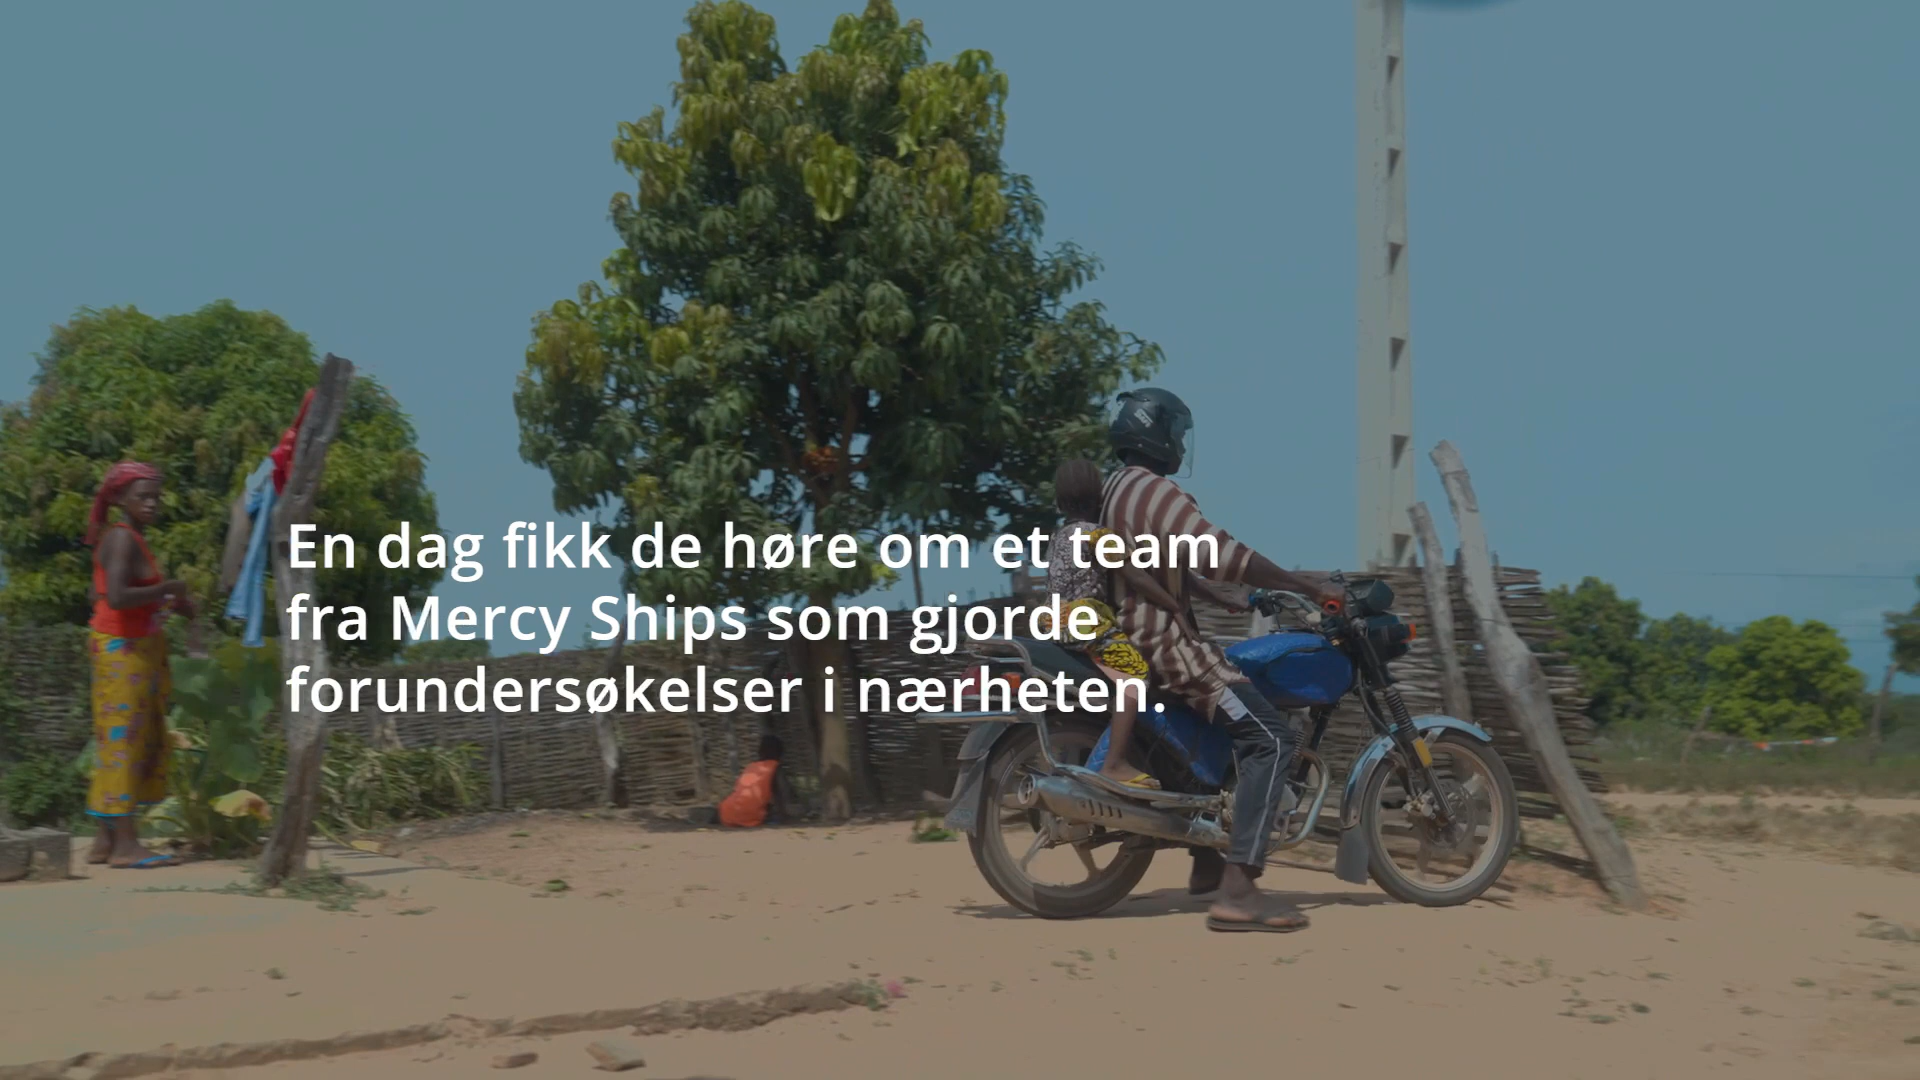 En dag fikk de høre om et team
fra Mercy Ships som gjorde
forundersøkelser i nærheten.